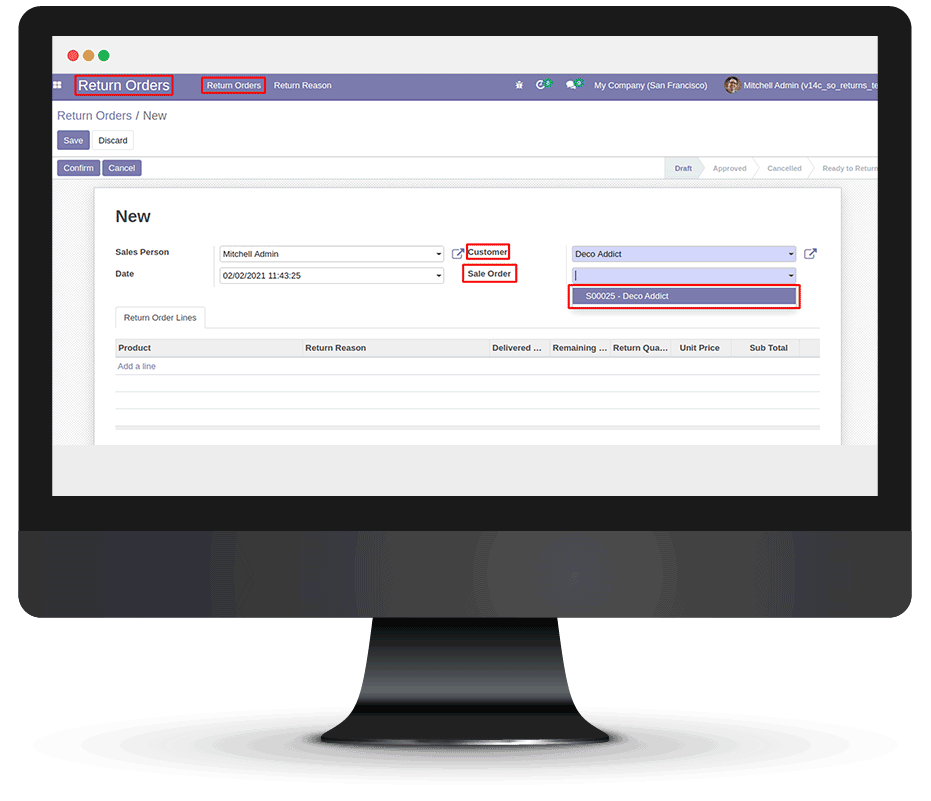 Return Orders Return Orders Return Reason 6 6 My Company (San Francisco) Mitchell Admin (v14c_so_returns_te
Return Orders / New
Save Discard
Confirm Cancel Draft Approved Cancelled Ready to Return
New
Sales Person Mitchell Admin Customer Deco Addict
Date 02/02/2021 11:43:25 Sale Order
S00025 - Deco Addict
Return Order Lines
Product Return Reason Delivered ... Remaining ... Return Qua... Unit Price Sub Total
Add a line